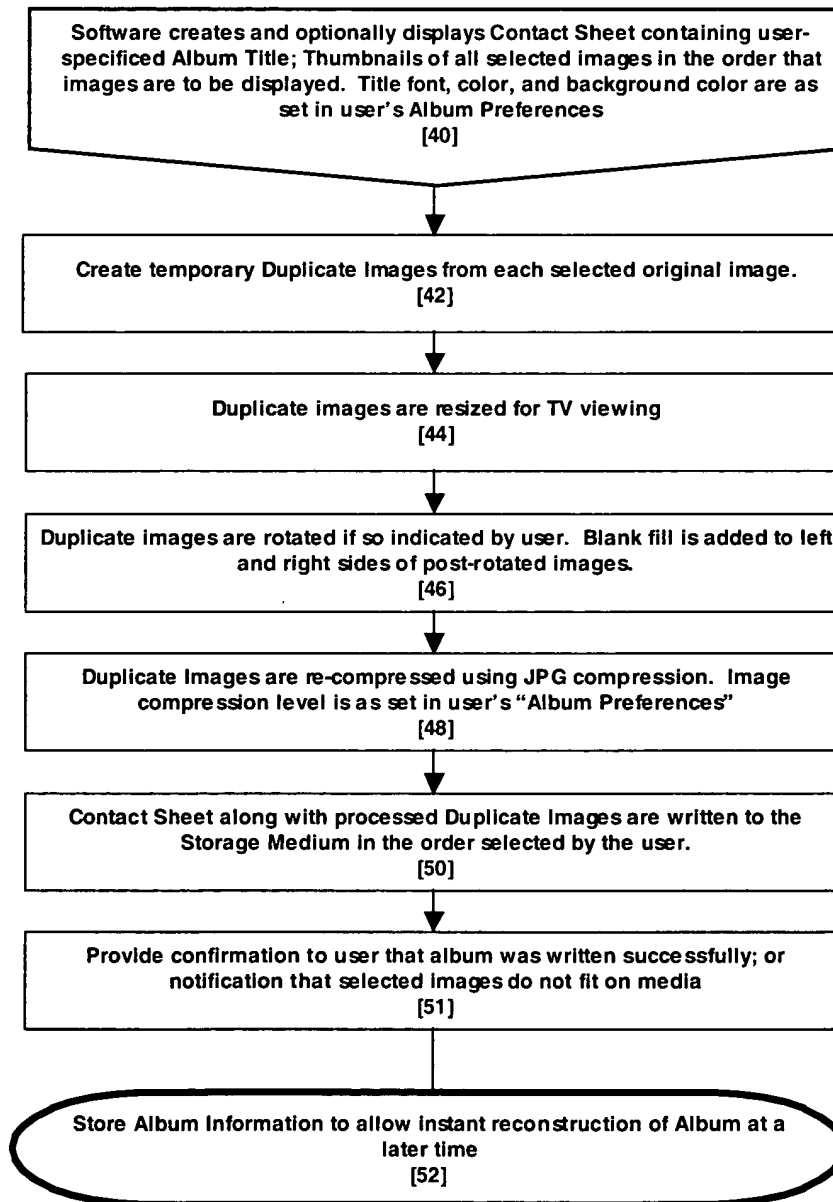 Software creates and optionally displays Contact Sheet containing user-
specificed Album Title; Thumbnails of all selected images in the order that
images are to be displayed. Title font, color, and background color are as
set in user's Album Preferences
[40]
Create temporary Duplicate Images from each selected original image.
[42]
Duplicate images are resized for TV viewing
[44]
Duplicate images are rotated if so indicated by user. Blank fill is added to left
and right sides of post-rotated images.
[46]
Duplicate Images are re-compressed using JPG compression. Image
compression level is as set in user's “Album Preferences”
[48]
Contact Sheet along with processed Duplicate Images are written to the
Storage Medium in the order selected by the user.
[50]
Provide confirmation to user that album was written successfully; or
notification that selected images do not fit on media
[51]
Store Album Information to allow instant reconstruction of Album at a
later time
[52]